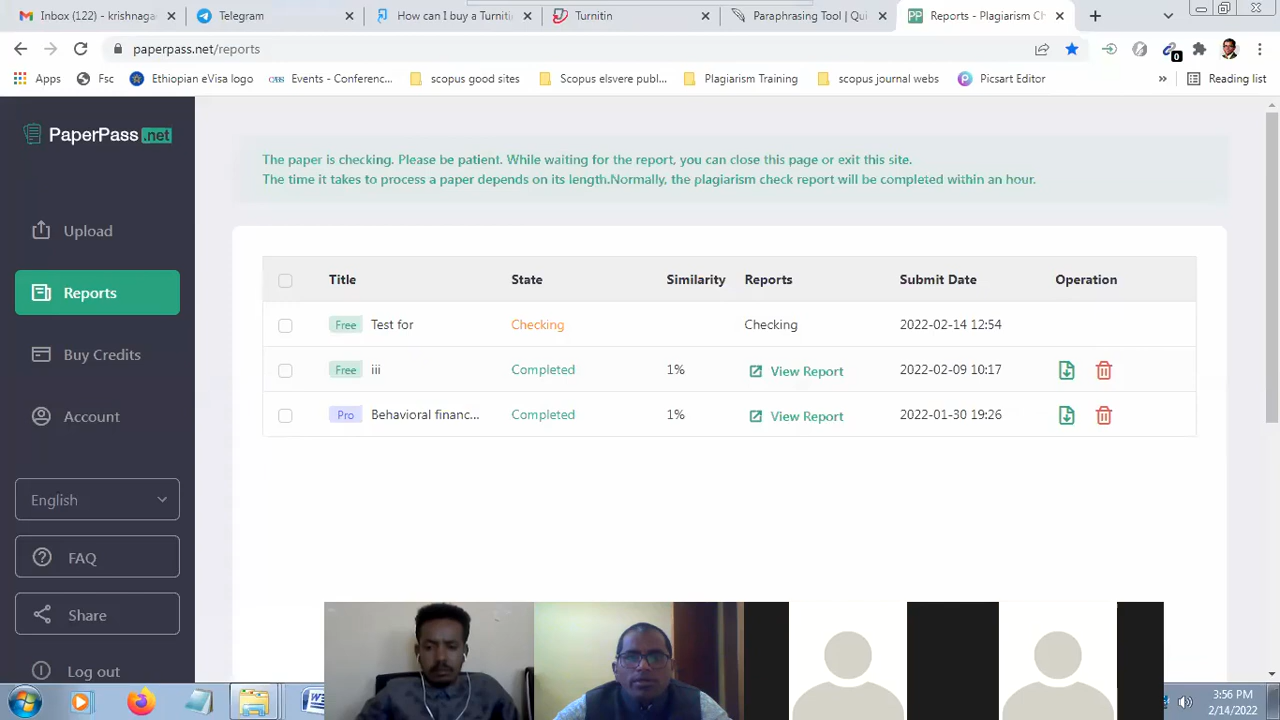 Inbox (122) - krishnaga
Telegram
How can I buy a Turniti
Turnitin
Paraphrasing Tool | Qui
Reports - Plagiarism Ch
paperpass.net/reports
0
Apps
Fsc
Ethiopian eVisa logo
Events - Conferenc...
scopus good sites
Scopus elsvere publ...
Plagiarism Training
scopus journal webs
Picsart Editor
»
Reading list
PaperPass .net
The paper is checking. Please be patient. While waiting for the report, you can close this page or exit this site.
The time it takes to process a paper depends on its length.Normally, the plagiarism check report will be completed within an hour.
Upload
Reports
Buy Credits
Account
English
FAQ
Share
Log out
Title State Similarity Reports Submit Date Operation
Free Test for Checking Checking 2022-02-14 12:54
Free iii Completed 1% View Report 2022-02-09 10:17
Pro Behavioral financ... Completed 1% View Report 2022-01-30 19:26
3:56 PM
2/14/2022